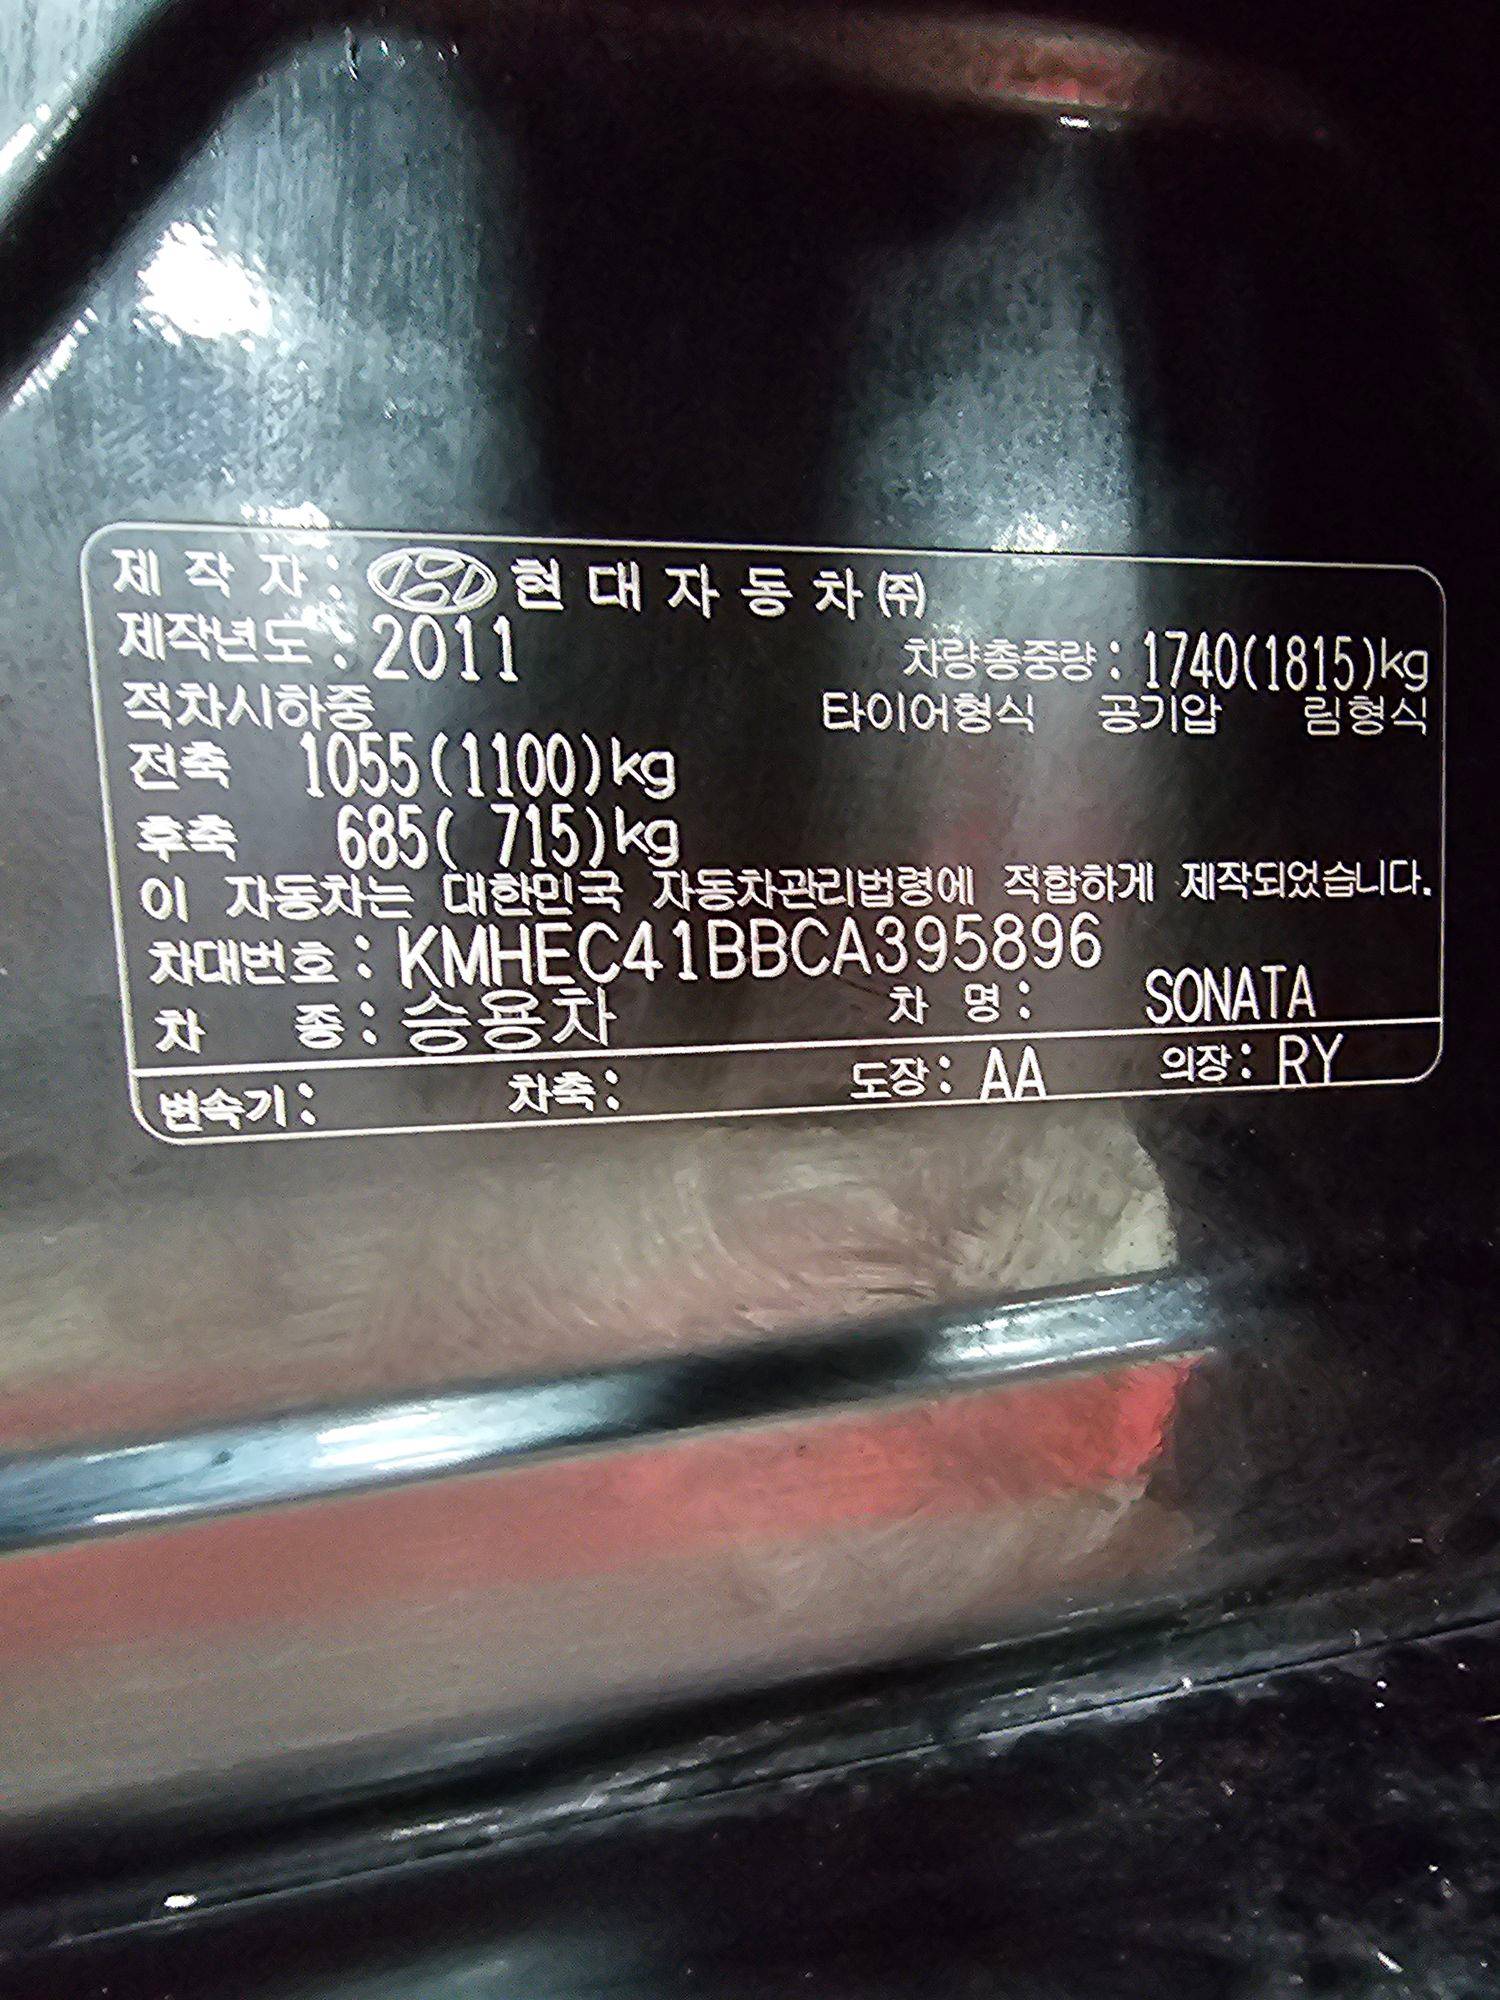 제 작 자 : 현 대 자 동 차 ㈜
제작년도 : 2011 차량총중량 : 1740(1815)kg
적차시하중 타이어형식 공기압 림형식
전축 1055(1100)kg
후축 685( 715)kg
이 자동차는 대한민국 자동차관리법령에 적합하게 제작되었습니다.
차대번호 : KMHEC41BBCA395896
차 종 : 승용차 차 명 : SONATA
변속기 : 차축 : 도장 : AA 의장 : RY